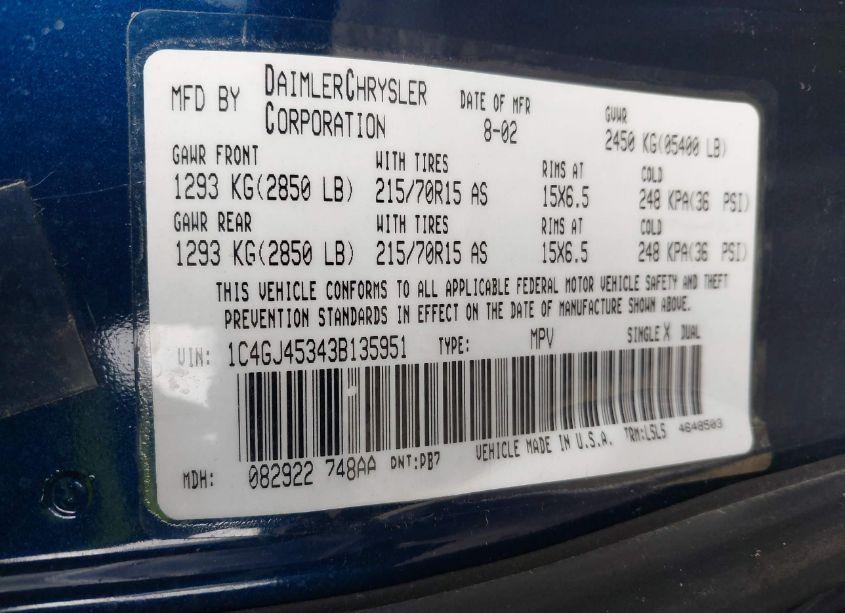 MFD BY DAIMLERCHRYSLER CORPORATION DATE OF MFR 8-02 GVWR 2450 KG(05400 LB)
GAWR FRONT WITH TIRES RIMS AT COLD
1293 KG(2850 LB) 215/70R15 AS 15X6.5 248 KPA(36 PSI)
GAWR REAR WITH TIRES RIMS AT COLD
1293 KG(2850 LB) 215/70R15 AS 15X6.5 248 KPA(36 PSI)
THIS VEHICLE CONFORMS TO ALL APPLICABLE FEDERAL MOTOR VEHICLE SAFETY AND THEFT
PREVENTION STANDARDS IN EFFECT ON THE DATE OF MANUFACTURE SHOWN ABOVE.
VIN: 1C4GJ45343B135951 TYPE: MPV SINGLE X DUAL
MDH: 082922 748AA PNT:PB7 VEHICLE MADE IN U.S.A. TRM:LSL5 4648503